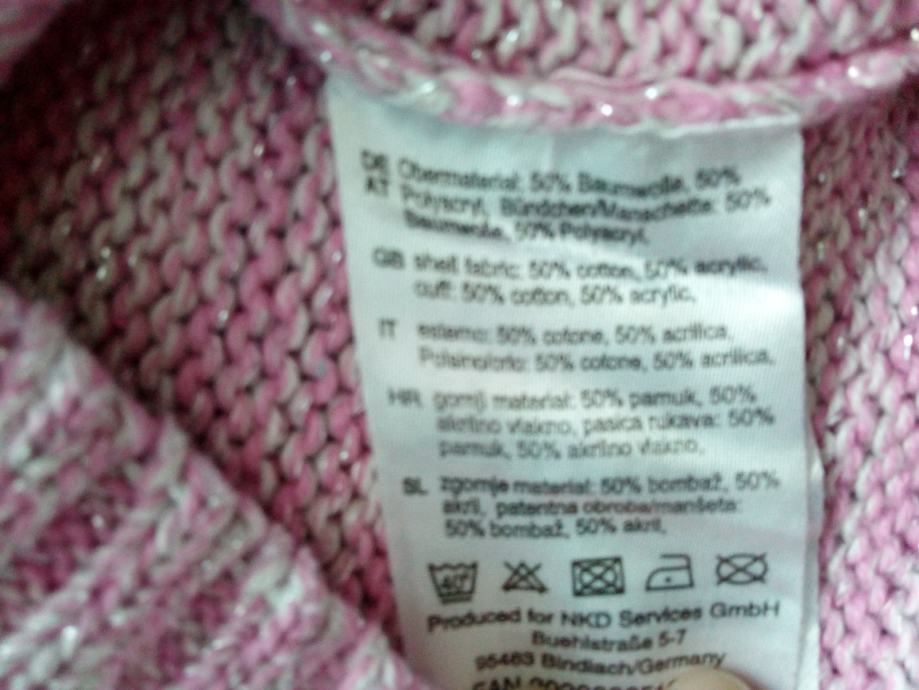 DE Obermaterial: 50% Baumwolle, 50%
AT Polyacryl, Bündchen/Manschette: 50%
Baumwolle, 50% Polyacryl,
GB shell fabric: 50% cotton, 50% acrylic,
cuff: 50% cotton, 50% acrylic,
IT esterno: 50% cotone, 50% acrilica,
Polsino/orlo: 50% cotone, 50% acrilica,
HR gornji material: 50% pamuk, 50%
akrilno vlakno, pasica rukava: 50%
pamuk, 50% akrilno vlakno,
SL zgornje material: 50% bombaž, 50%
akril, patentna obroba/manšeta:
50% bombaž, 50% akril,
40°
Produced for NKD Services GmbH
Buehlstraße 5-7
95463 Bindlach/Germany
EAN